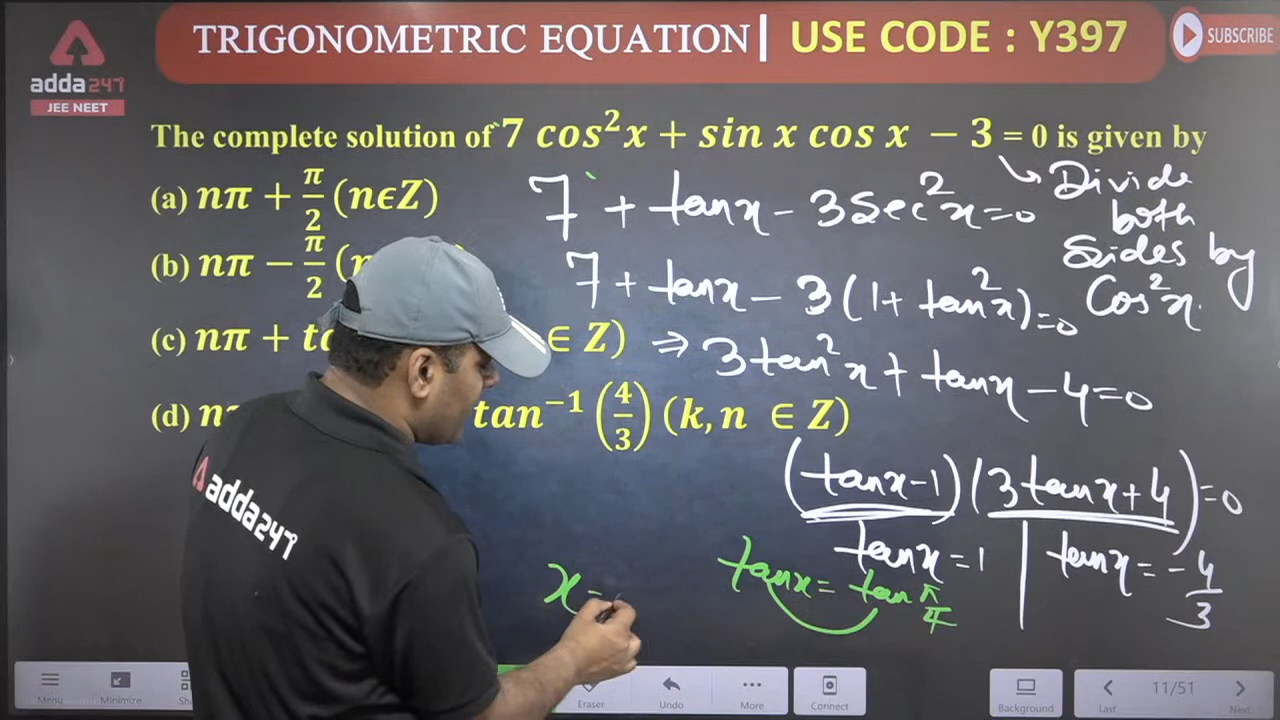 TRIGONOMETRIC EQUATION | USE CODE : Y397
SUBSCRIBE
adda247
JEE NEET
The complete solution of 7 cos²x + sin x cos x − 3 = 0 is given by
(a) nπ + π/2 (nϵZ)
(b) nπ − π/2
(c) nπ + ∈ Z)
(d) tan⁻¹ (4/3) (k, n ∈ Z)
Divide
both
sides by
cos²x.
7 + tanx − 3sec²x=0
7 + tanx − 3(1+ tan²x)=0
⇒ 3tan²x + tanx − 4=0
(tanx−1)(3tanx+4)=0
tanx=1 | tanx= −4/3
tanx= tan π/4
x=
adda247
Menu
Minimize
Eraser
Undo
More
Connect
Background
Last
11/51
Next